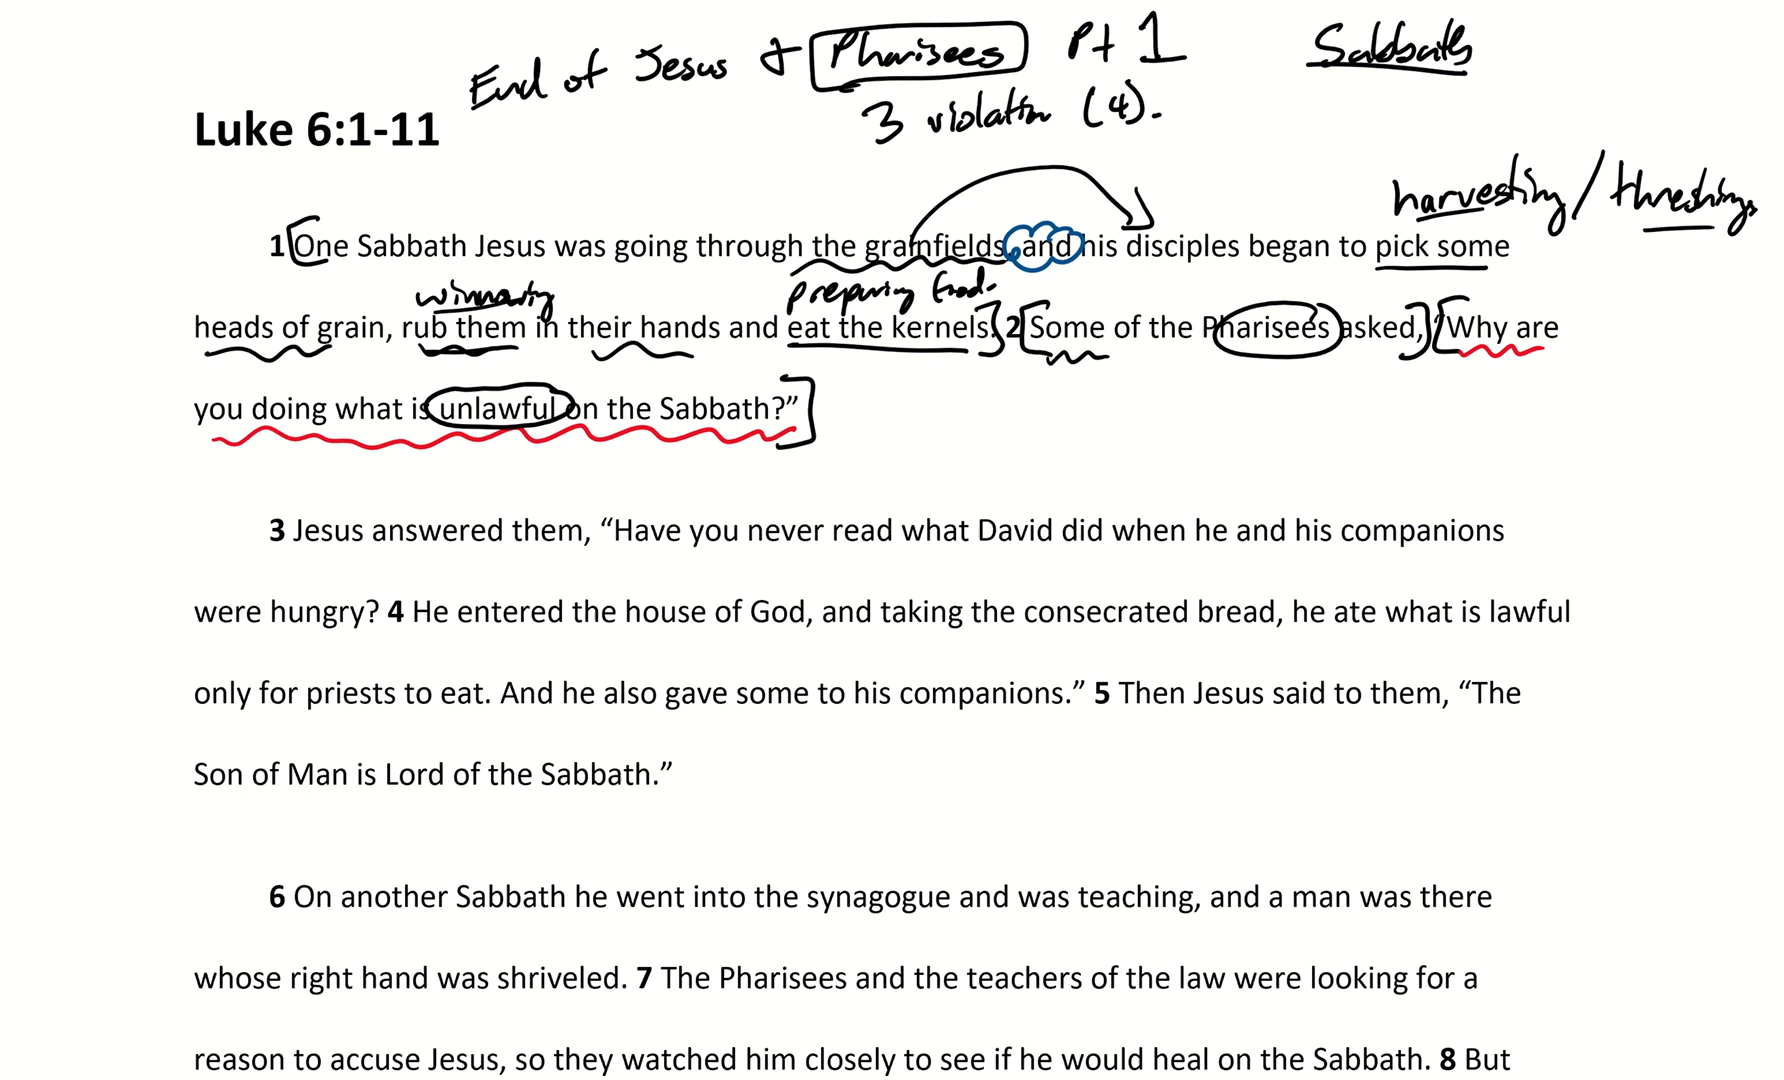 End of Jesus & Pharisees Pt 1 Sabbath
3 violation (4).
Luke 6:1-11
harvesting / threshing
1 One Sabbath Jesus was going through the grainfields, and his disciples began to pick some
winnowing preparing food.
heads of grain, rub them in their hands and eat the kernels. 2 Some of the Pharisees asked, “Why are
you doing what is unlawful on the Sabbath?”
3 Jesus answered them, “Have you never read what David did when he and his companions
were hungry? 4 He entered the house of God, and taking the consecrated bread, he ate what is lawful
only for priests to eat. And he also gave some to his companions.” 5 Then Jesus said to them, “The
Son of Man is Lord of the Sabbath.”
6 On another Sabbath he went into the synagogue and was teaching, and a man was there
whose right hand was shriveled. 7 The Pharisees and the teachers of the law were looking for a
reason to accuse Jesus, so they watched him closely to see if he would heal on the Sabbath. 8 But